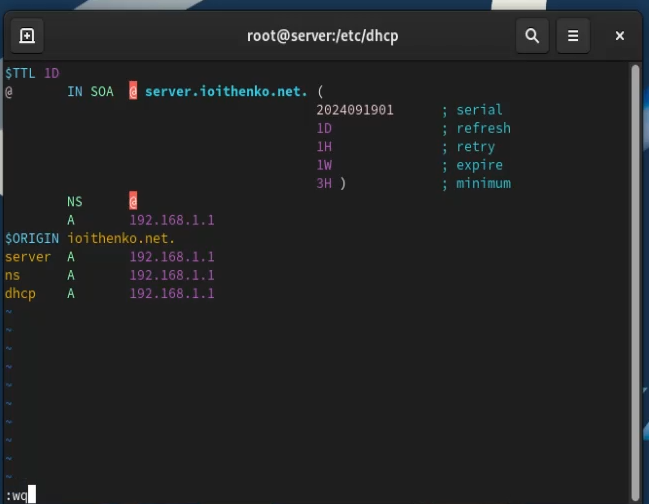 root@server:/etc/dhcp
$TTL 1D
@ IN SOA @ server.ioithenko.net. (
2024091901 ; serial
1D ; refresh
1H ; retry
1W ; expire
3H ) ; minimum
NS @
A 192.168.1.1
$ORIGIN ioithenko.net.
server A 192.168.1.1
ns A 192.168.1.1
dhcp A 192.168.1.1
~
~
~
~
~
~
~
~
~
~
:wq